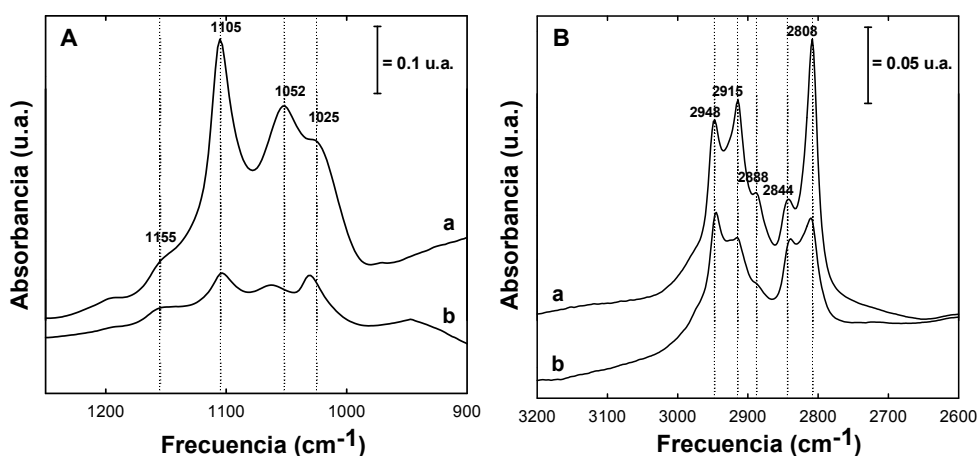 A
1105
1052
1025
1155
= 0.1 u.a.
a
b
Absorbancia (u.a.)
1200
1100
1000
900
Frecuencia (cm-1)
B
2808
2915
2948
2888
2844
= 0.05 u.a.
a
b
Absorbancia (u.a.)
3200
3100
3000
2900
2800
2700
2600
Frecuencia (cm-1)